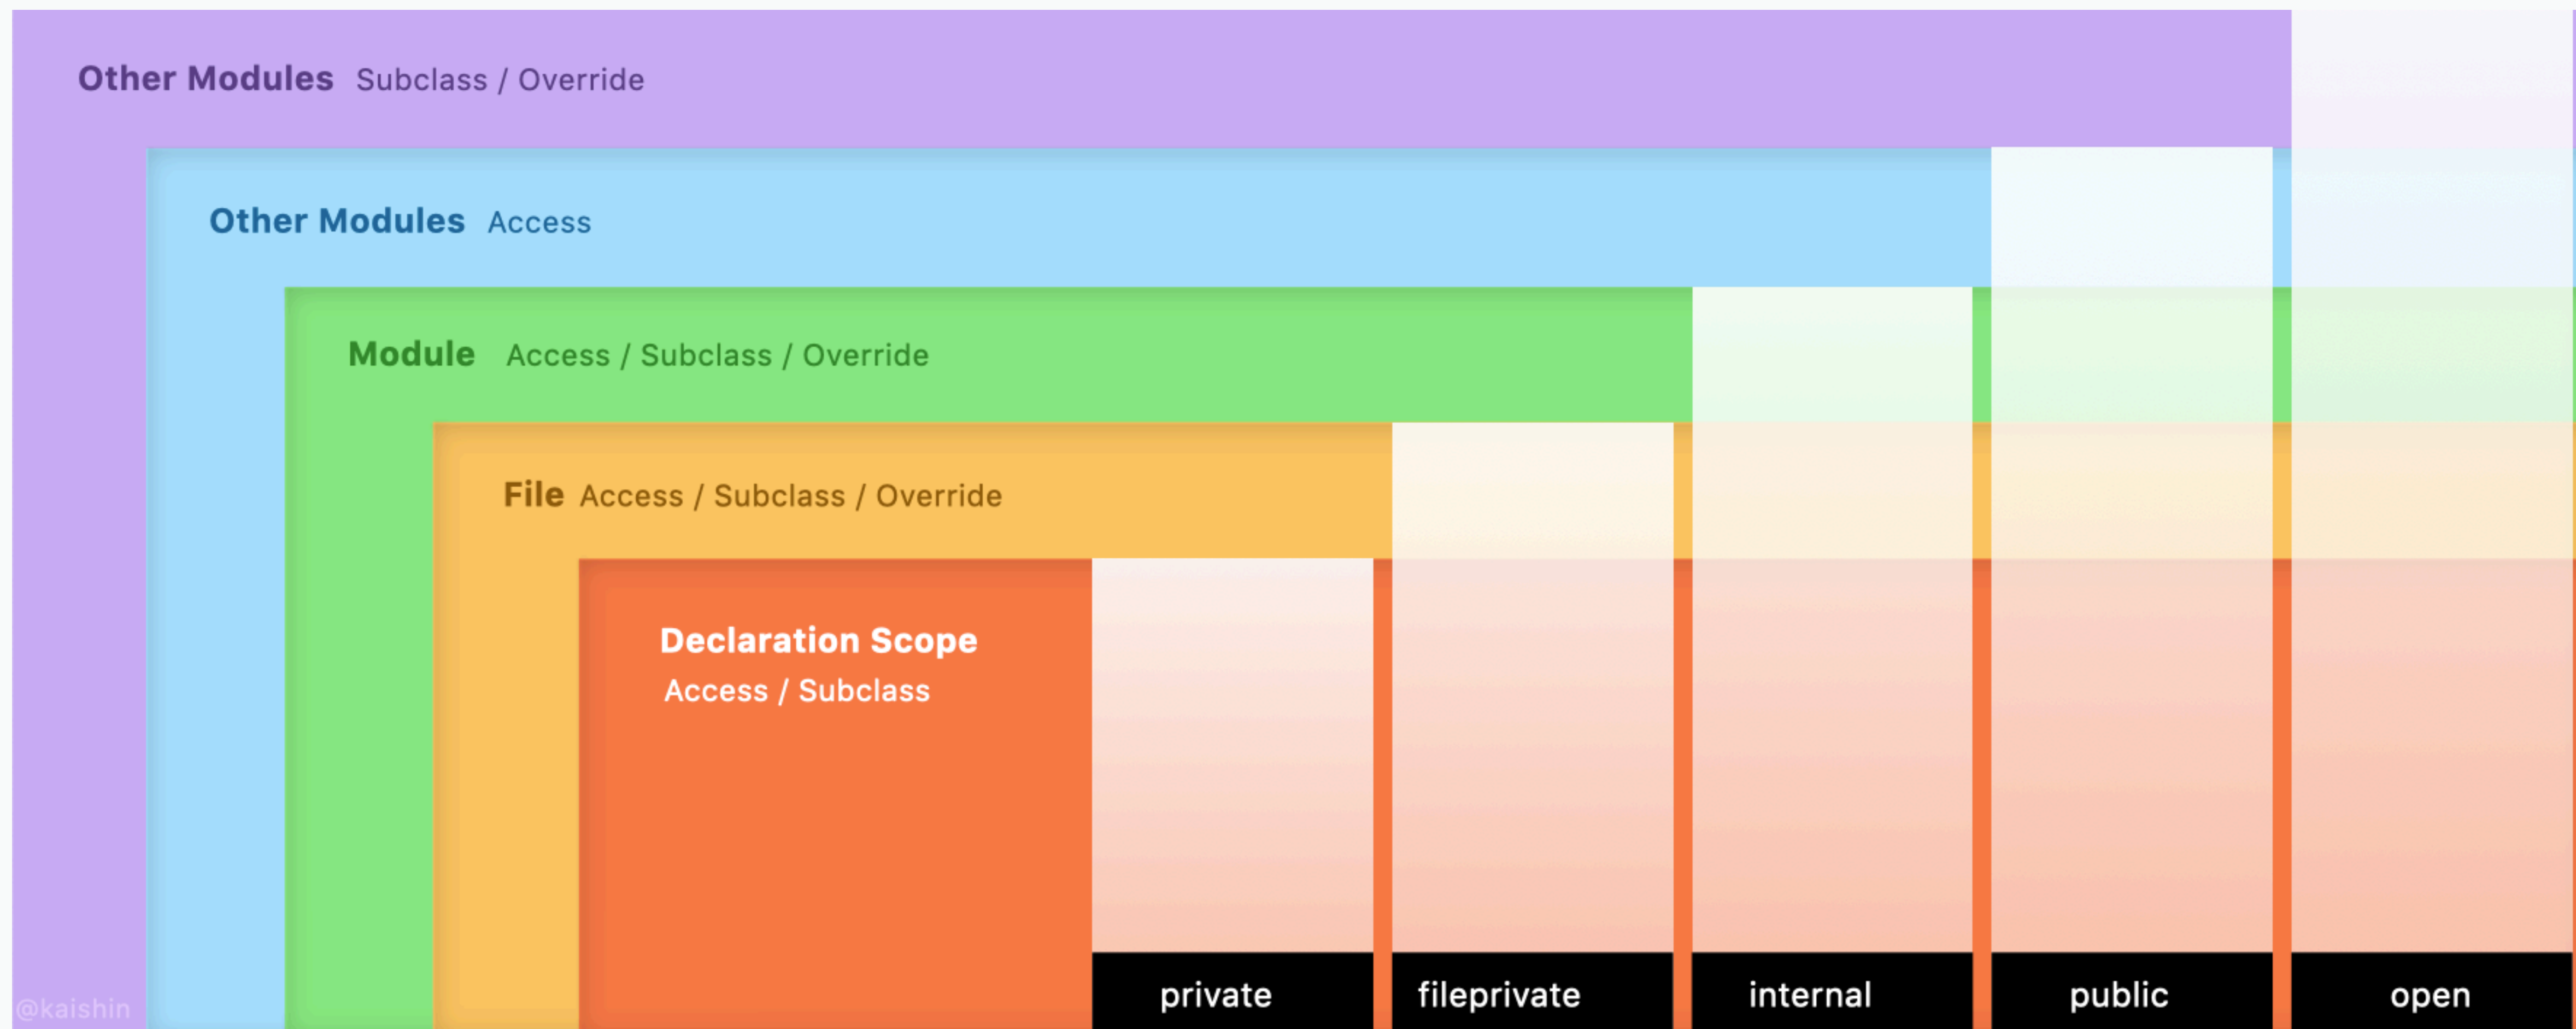 Other Modules Subclass / Override
Other Modules Access
Module Access / Subclass / Override
File Access / Subclass / Override
Declaration Scope
Access / Subclass
private fileprivate internal public open
@kaishin